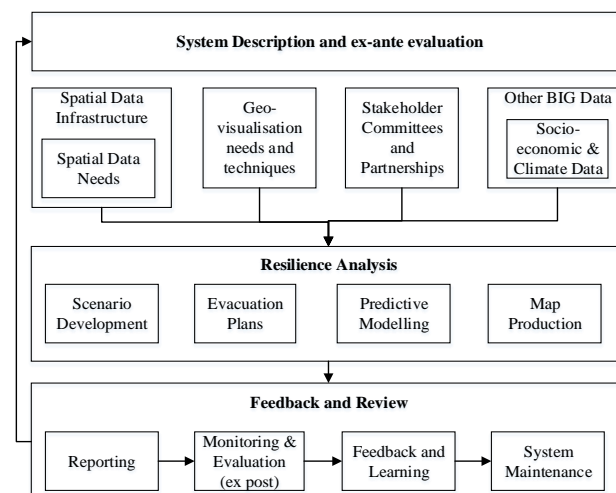 System Description and ex-ante evaluation
Spatial Data
Infrastructure
Spatial Data
Needs
Geo-
visualisation
needs and
techniques
Stakeholder
Committees
and
Partnerships
Other BIG Data
Socio-
economic &
Climate Data
Resilience Analysis
Scenario
Development
Evacuation
Plans
Predictive
Modelling
Map
Production
Feedback and Review
Reporting
Monitoring &
Evaluation
(ex post)
Feedback and
Learning
System
Maintenance